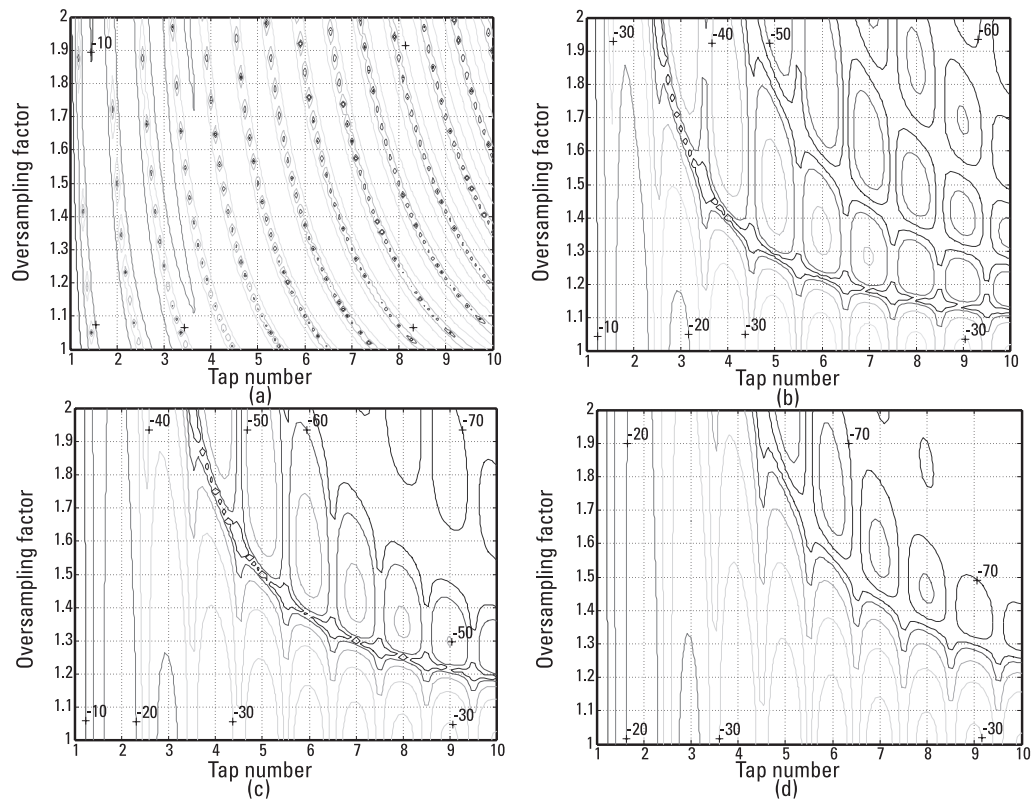 2
1.9
1.8
1.7
1.6
1.5
1.4
1.3
1.2
1.1
1
Oversampling factor
-10
1 2 3 4 5 6 7 8 9 10
Tap number
(a)
2
1.9
1.8
1.7
1.6
1.5
1.4
1.3
1.2
1.1
1
Oversampling factor
-30 -40 -50 -60
-10 -20 -30 -30
1 2 3 4 5 6 7 8 9 10
Tap number
(b)
2
1.9
1.8
1.7
1.6
1.5
1.4
1.3
1.2
1.1
1
Oversampling factor
-40 -50 -60 -70
-50
-10 -20 -30 -30
1 2 3 4 5 6 7 8 9 10
Tap number
(c)
2
1.9
1.8
1.7
1.6
1.5
1.4
1.3
1.2
1.1
1
Oversampling factor
-20 -70
-70
-20 -30 -30
1 2 3 4 5 6 7 8 9 10
Tap number
(d)